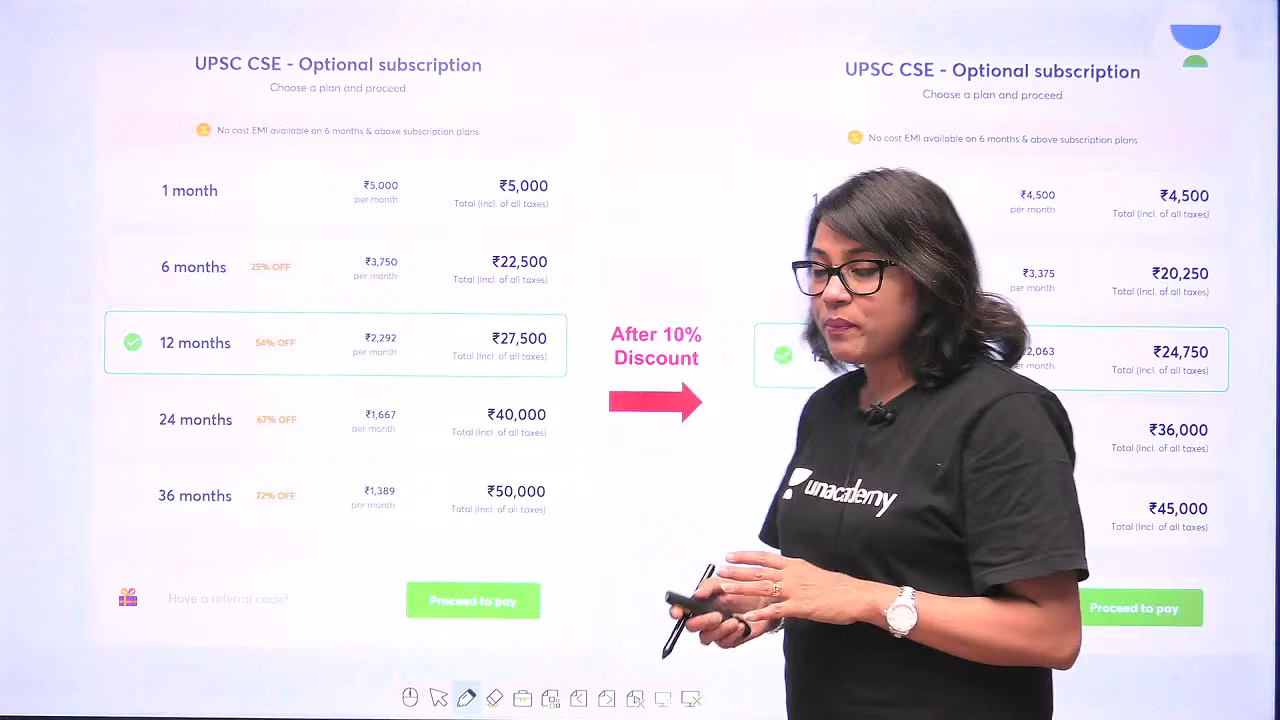 UPSC CSE - Optional subscription
Choose a plan and proceed
No cost EMI available on 6 months & above subscription plans
1 month
₹5,000
per month
₹5,000
Total (Incl. of all taxes)
6 months
25% OFF
₹3,750
per month
₹22,500
Total (Incl. of all taxes)
12 months
54% OFF
₹2,292
per month
₹27,500
Total (Incl. of all taxes)
24 months
67% OFF
₹1,667
per month
₹40,000
Total (Incl. of all taxes)
36 months
72% OFF
₹1,389
per month
₹50,000
Total (Incl. of all taxes)
Have a referral code?
Proceed to pay
After 10%
Discount
UPSC CSE - Optional subscription
Choose a plan and proceed
No cost EMI available on 6 months & above subscription plans
1
₹4,500
per month
₹4,500
Total (Incl. of all taxes)
₹3,375
per month
₹20,250
Total (Incl. of all taxes)
2,063
per month
₹24,750
Total (Incl. of all taxes)
₹36,000
Total (Incl. of all taxes)
₹45,000
Total (Incl. of all taxes)
Proceed to pay
unacademy